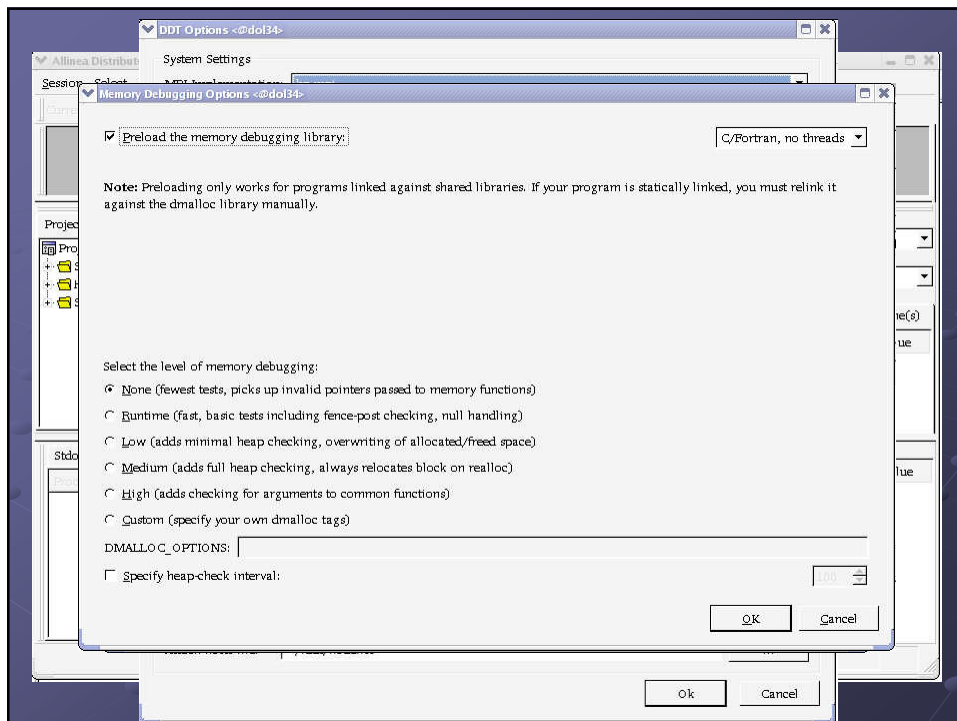 DDT Options <@dol34>
System Settings
Allinea Distribut
Session Select
MPI Implementation:
Memory Debugging Options <@dol34>
Preload the memory debugging library:
C/Fortran, no threads
Note: Preloading only works for programs linked against shared libraries. If your program is statically linked, you must relink it
against the dmalloc library manually.
Projec
Pro
Select the level of memory debugging:
None (fewest tests, picks up invalid pointers passed to memory functions)
Runtime (fast, basic tests including fence-post checking, null handling)
Low (adds minimal heap checking, overwriting of allocated/freed space)
Medium (adds full heap checking, always relocates block on realloc)
High (adds checking for arguments to common functions)
Custom (specify your own dmalloc tags)
DMALLOC_OPTIONS:
Specify heap-check interval:
100
OK
Cancel
Stdo
ue
lue
Ok
Cancel